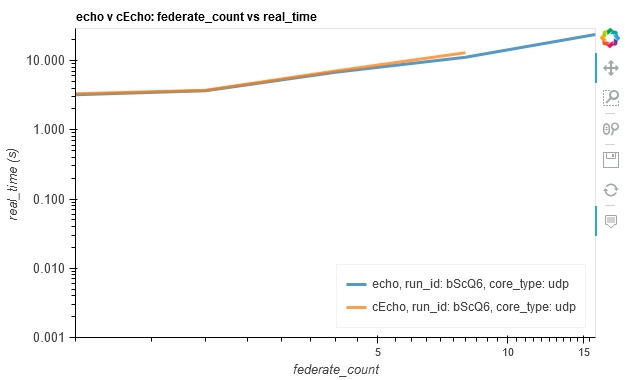 echo v cEcho: federate_count vs real_time
10.000
1.000
0.100
0.010
0.001
real_time (s)
echo, run_id: bScQ6, core_type: udp
cEcho, run_id: bScQ6, core_type: udp
5
10
15
federate_count